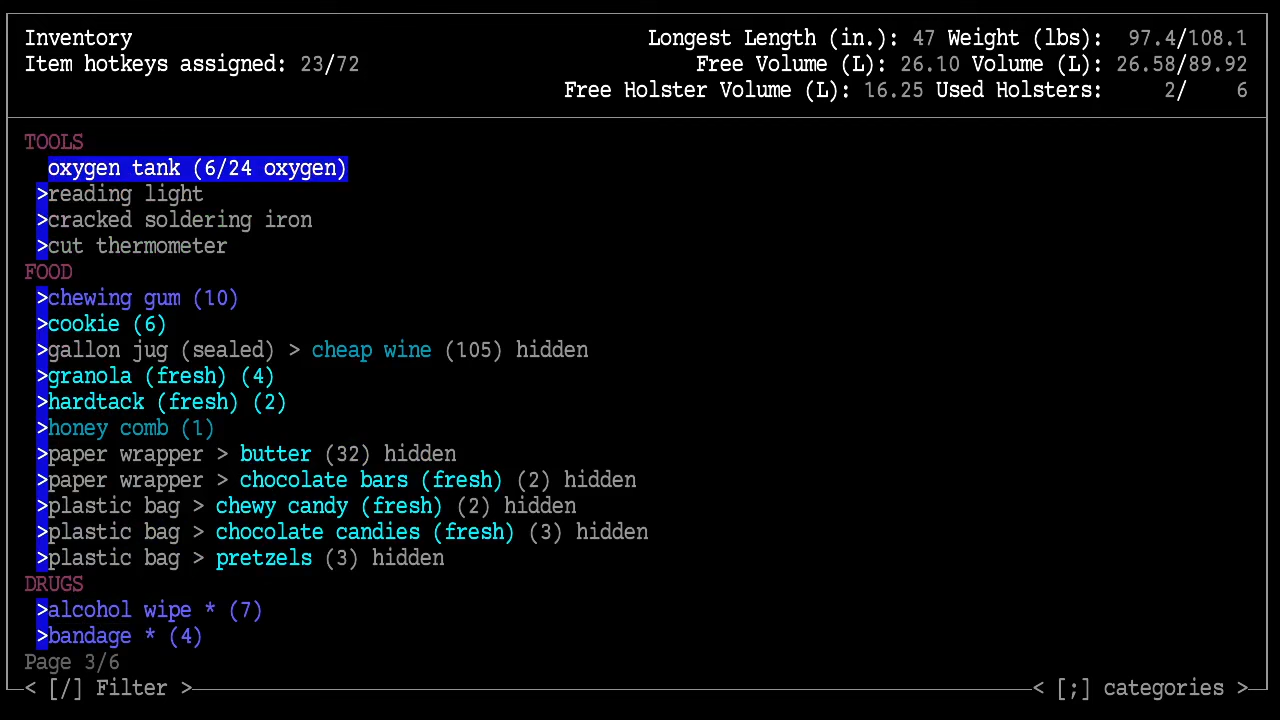 Inventory Longest Length (in.): 47 Weight (lbs): 97.4/108.1
Item hotkeys assigned: 23/72 Free Volume (L): 26.10 Volume (L): 26.58/89.92
Free Holster Volume (L): 16.25 Used Holsters: 2/ 6
TOOLS
oxygen tank (6/24 oxygen)
>reading light
>cracked soldering iron
>cut thermometer
FOOD
>chewing gum (10)
>cookie (6)
>gallon jug (sealed) > cheap wine (105) hidden
>granola (fresh) (4)
>hardtack (fresh) (2)
>honey comb (1)
>paper wrapper > butter (32) hidden
>paper wrapper > chocolate bars (fresh) (2) hidden
>plastic bag > chewy candy (fresh) (2) hidden
>plastic bag > chocolate candies (fresh) (3) hidden
>plastic bag > pretzels (3) hidden
DRUGS
>alcohol wipe * (7)
>bandage * (4)
Page 3/6
< [/] Filter > < [;] categories >